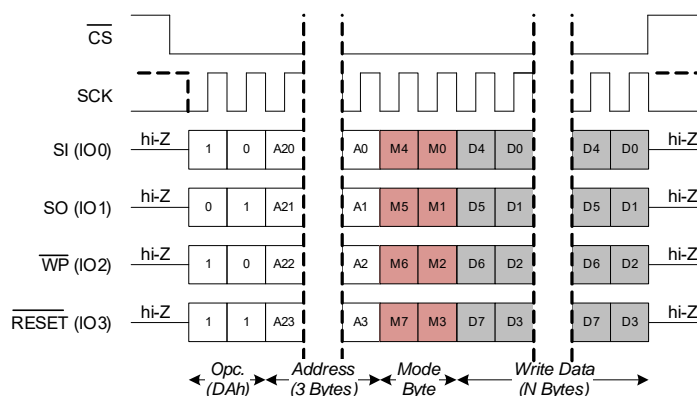 CS
SCK
SI (IO0) hi-Z 1 0 A20 A0 M4 M0 D4 D0 D4 D0 hi-Z
SO (IO1) hi-Z 0 1 A21 A1 M5 M1 D5 D1 D5 D1 hi-Z
WP (IO2) hi-Z 1 0 A22 A2 M6 M2 D6 D2 D6 D2 hi-Z
RESET (IO3) hi-Z 1 1 A23 A3 M7 M3 D7 D3 D7 D3 hi-Z
Opc. Address Mode Write Data
(DAh) (3 Bytes) Byte (N Bytes)